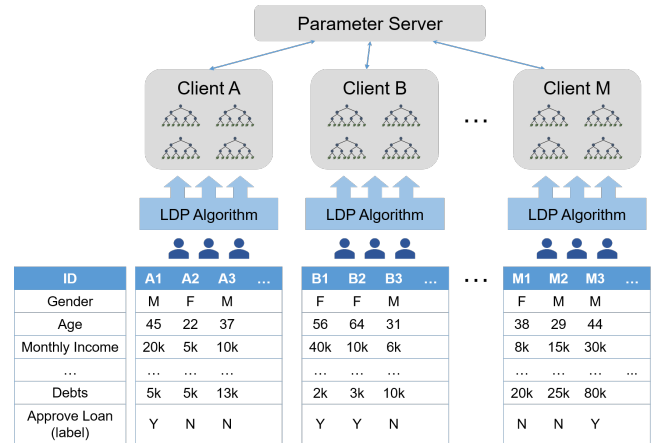 Parameter Server
Client A
Client B
...
Client M
LDP Algorithm
LDP Algorithm
LDP Algorithm
ID A1 A2 A3 ... B1 B2 B3 ... ... M1 M2 M3 ...
Gender M F M F F M F M M
Age 45 22 37 56 64 31 38 29 44
Monthly Income 20k 5k 10k 40k 10k 6k 8k 15k 30k
... ... ... ... ... ... ... ... ... ... ...
Debts 5k 5k 13k 2k 3k 10k 20k 25k 80k
Approve Loan
(label) Y N N Y Y N N N Y